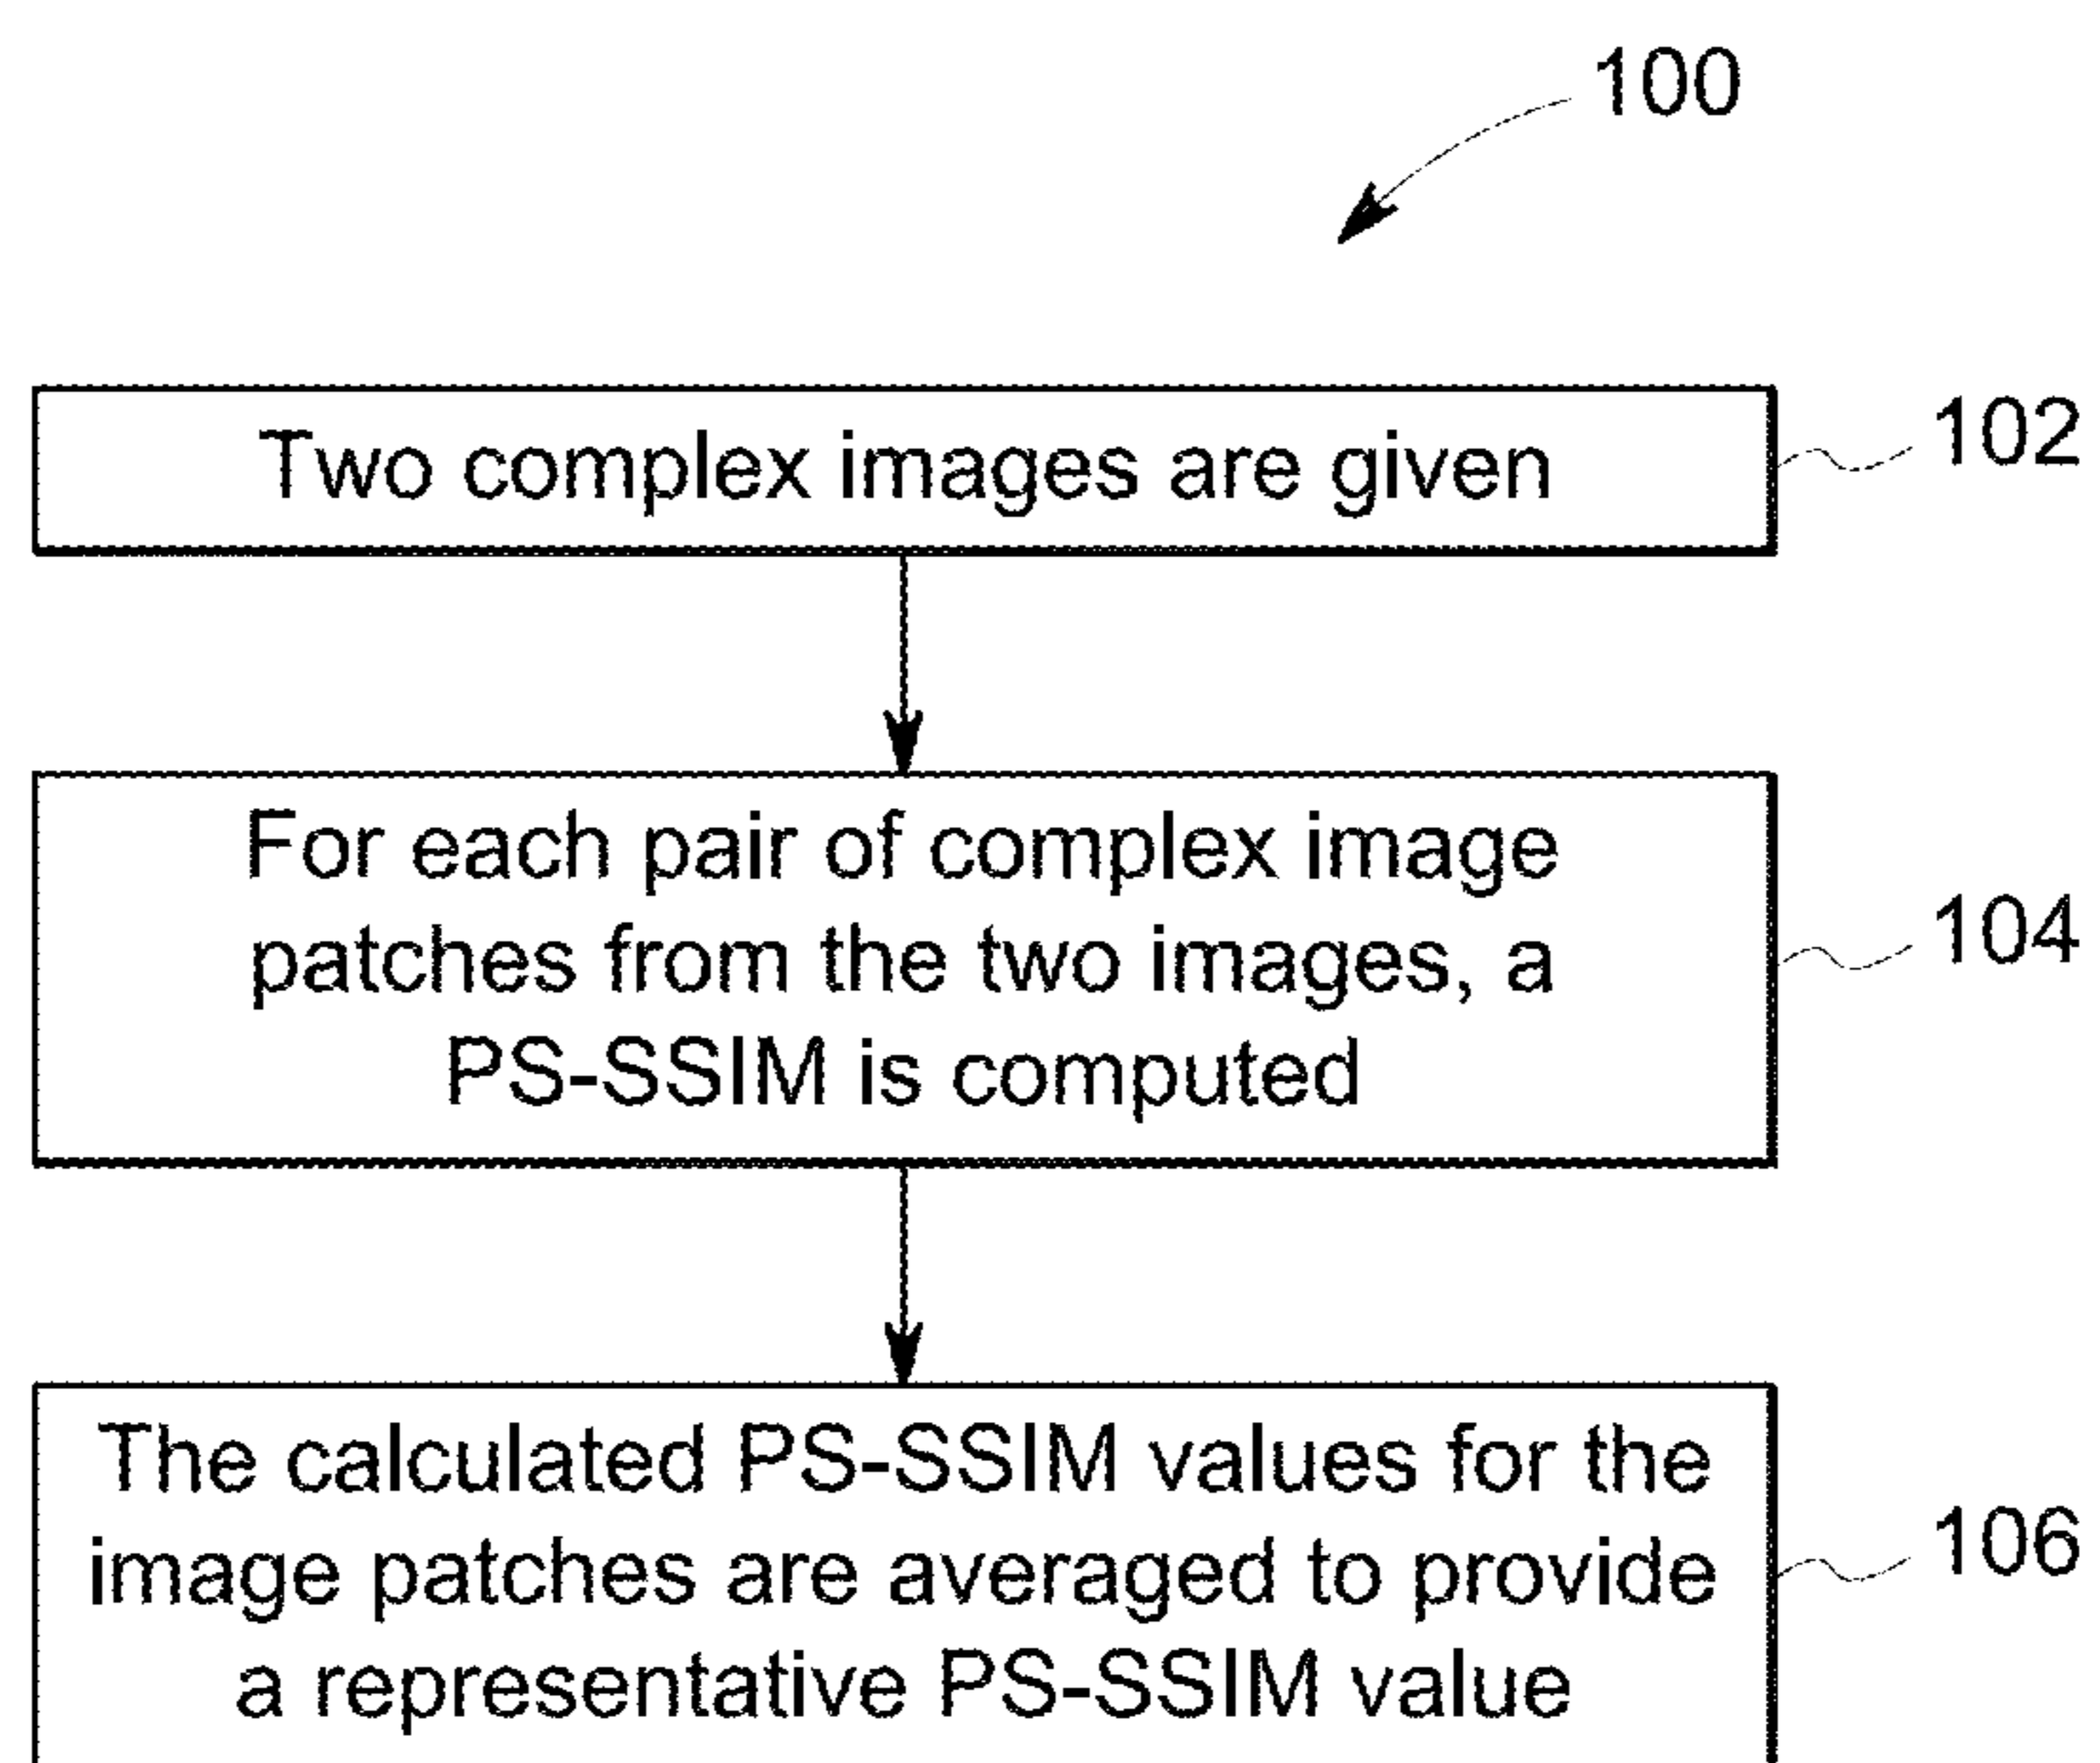 100
Two complex images are given
102
For each pair of complex image
patches from the two images, a
PS-SSIM is computed
104
The calculated PS-SSIM values for the
image patches are averaged to provide
a representative PS-SSIM value
106